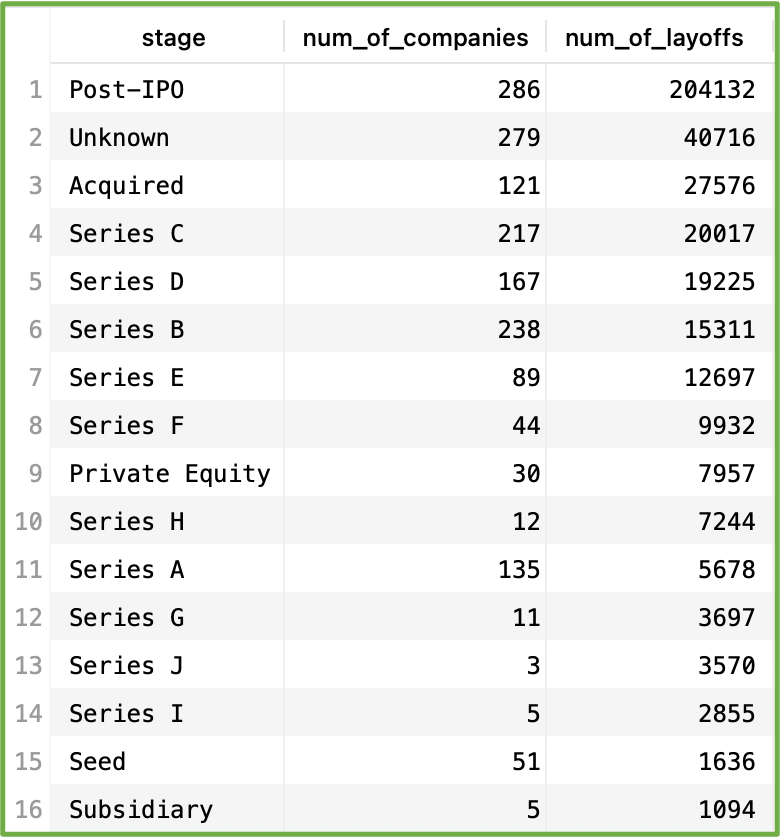 stage num_of_companies num_of_layoffs
1 Post-IPO 286 204132
2 Unknown 279 40716
3 Acquired 121 27576
4 Series C 217 20017
5 Series D 167 19225
6 Series B 238 15311
7 Series E 89 12697
8 Series F 44 9932
9 Private Equity 30 7957
10 Series H 12 7244
11 Series A 135 5678
12 Series G 11 3697
13 Series J 3 3570
14 Series I 5 2855
15 Seed 51 1636
16 Subsidiary 5 1094